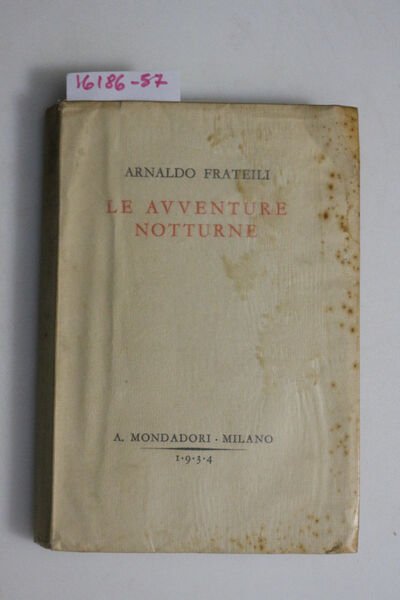 16186-57
ARNALDO FRATEILI
LE AVVENTURE
NOTTURNE
A. MONDADORI · MILANO
1·9·3·4